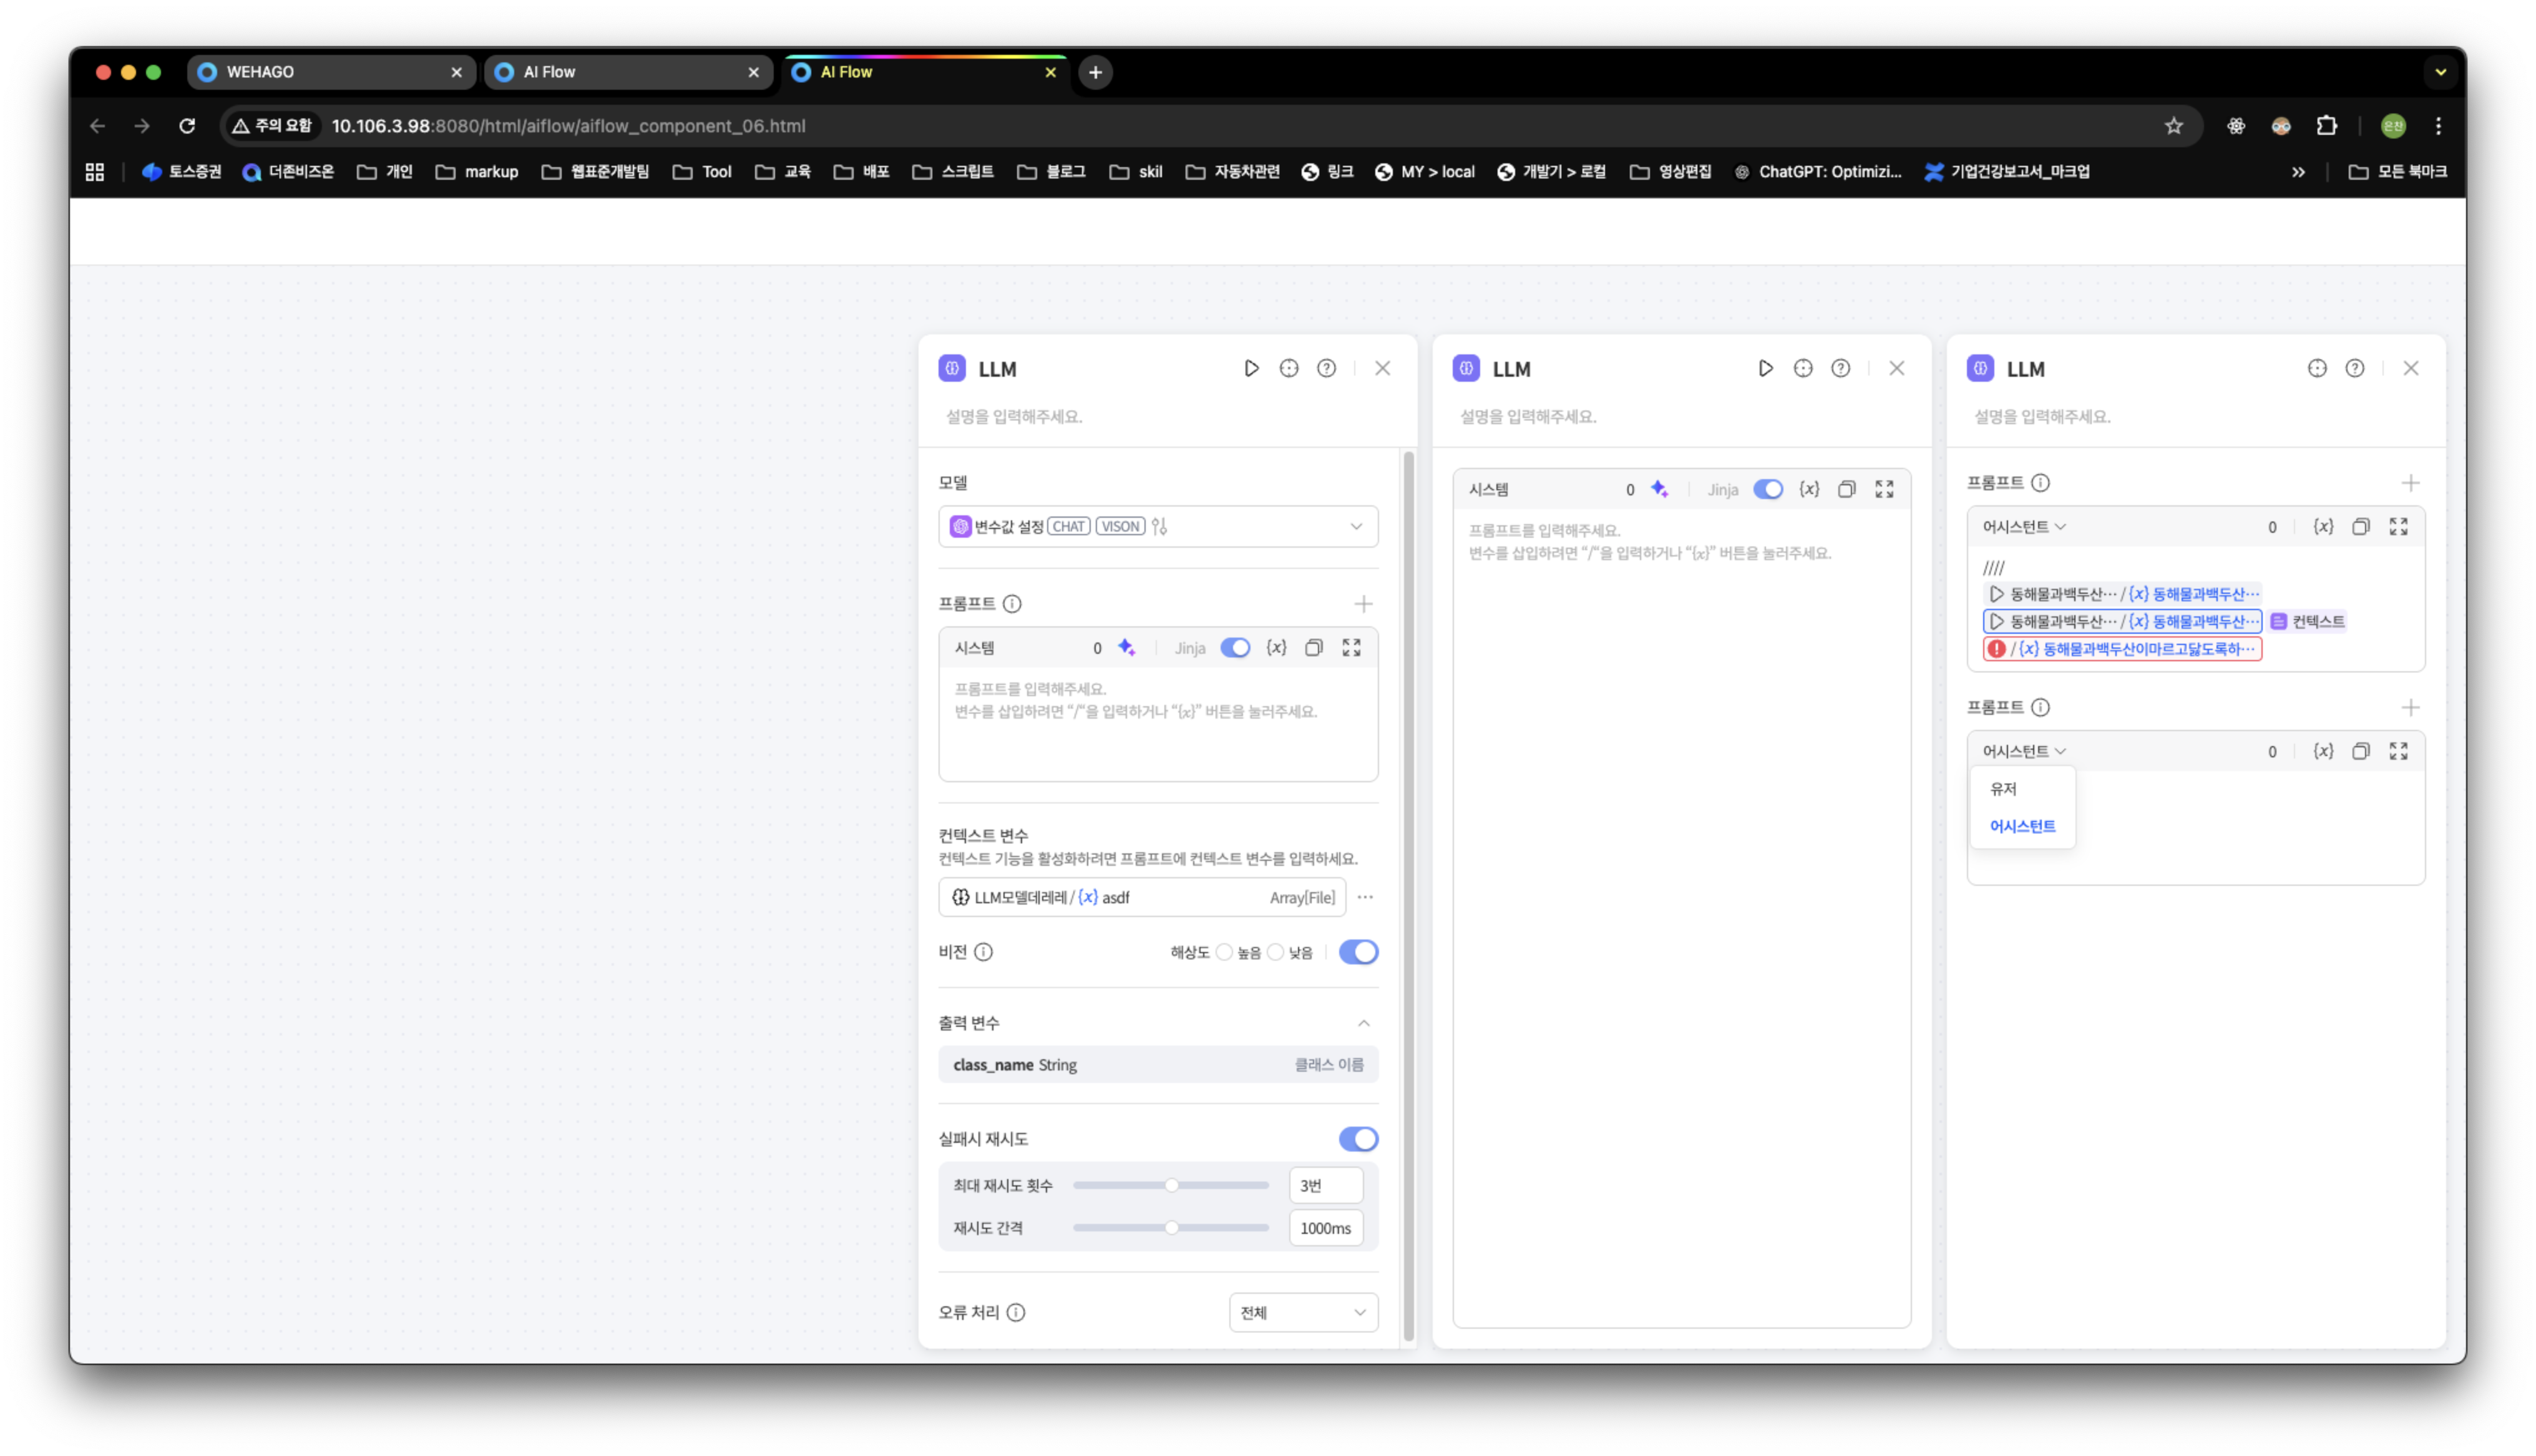 WEHAGO
AI Flow
AI Flow
주의 요함 10.106.3.98:8080/html/aiflow/aiflow_component_06.html
은찬
토스증권 더존비즈온 개인 markup 웹표준개발팀 Tool 교육 배포 스크립트 블로그 skil 자동차관련 링크 MY > local 개발기 > 로컬 영상편집 ChatGPT: Optimizi... 기업건강보고서_마크업 » 모든 북마크
LLM
설명을 입력해주세요.
모델
변수값 설정 CHAT VISON
프롬프트
시스템 0 Jinja {x}
프롬프트를 입력해주세요.
변수를 삽입하려면 “/“을 입력하거나 “{x}” 버튼을 눌러주세요.
컨텍스트 변수
컨텍스트 기능을 활성화하려면 프롬프트에 컨텍스트 변수를 입력하세요.
LLM모델데레레 / {x} asdf Array[File]
비전 해상도 높음 낮음
출력 변수
class_name String 클래스 이름
실패시 재시도
최대 재시도 횟수 3번
재시도 간격 1000ms
오류 처리 전체
LLM
설명을 입력해주세요.
시스템 0 Jinja {x}
프롬프트를 입력해주세요.
변수를 삽입하려면 “/“을 입력하거나 “{x}” 버튼을 눌러주세요.
LLM
설명을 입력해주세요.
프롬프트
어시스턴트 0 {x}
////
동해물과백두산··· / {x} 동해물과백두산···
동해물과백두산··· / {x} 동해물과백두산··· 컨텍스트
/ {x} 동해물과백두산이마르고닳도록하···
프롬프트
어시스턴트 0 {x}
유저
어시스턴트